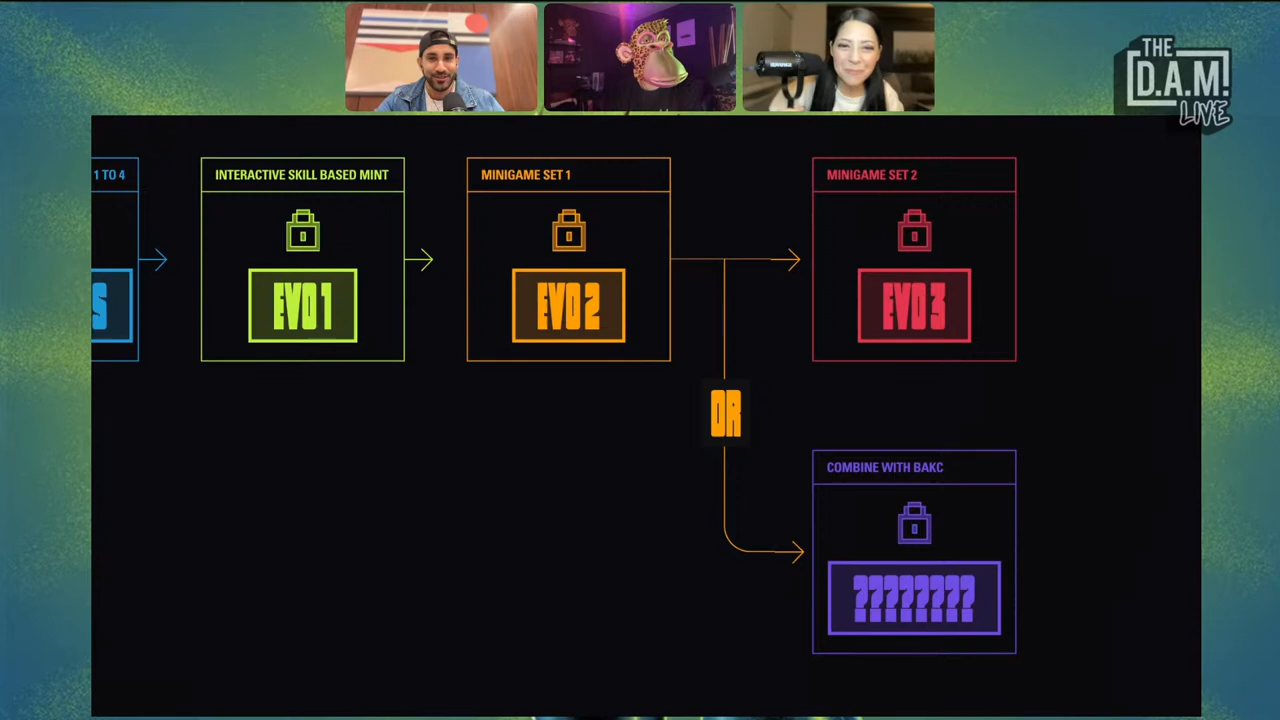 THE
D.A.M!
LIVE
1 TO 4
S
INTERACTIVE SKILL BASED MINT
EVO 1
MINIGAME SET 1
EVO 2
MINIGAME SET 2
EVO 3
OR
COMBINE WITH BAKC
????????